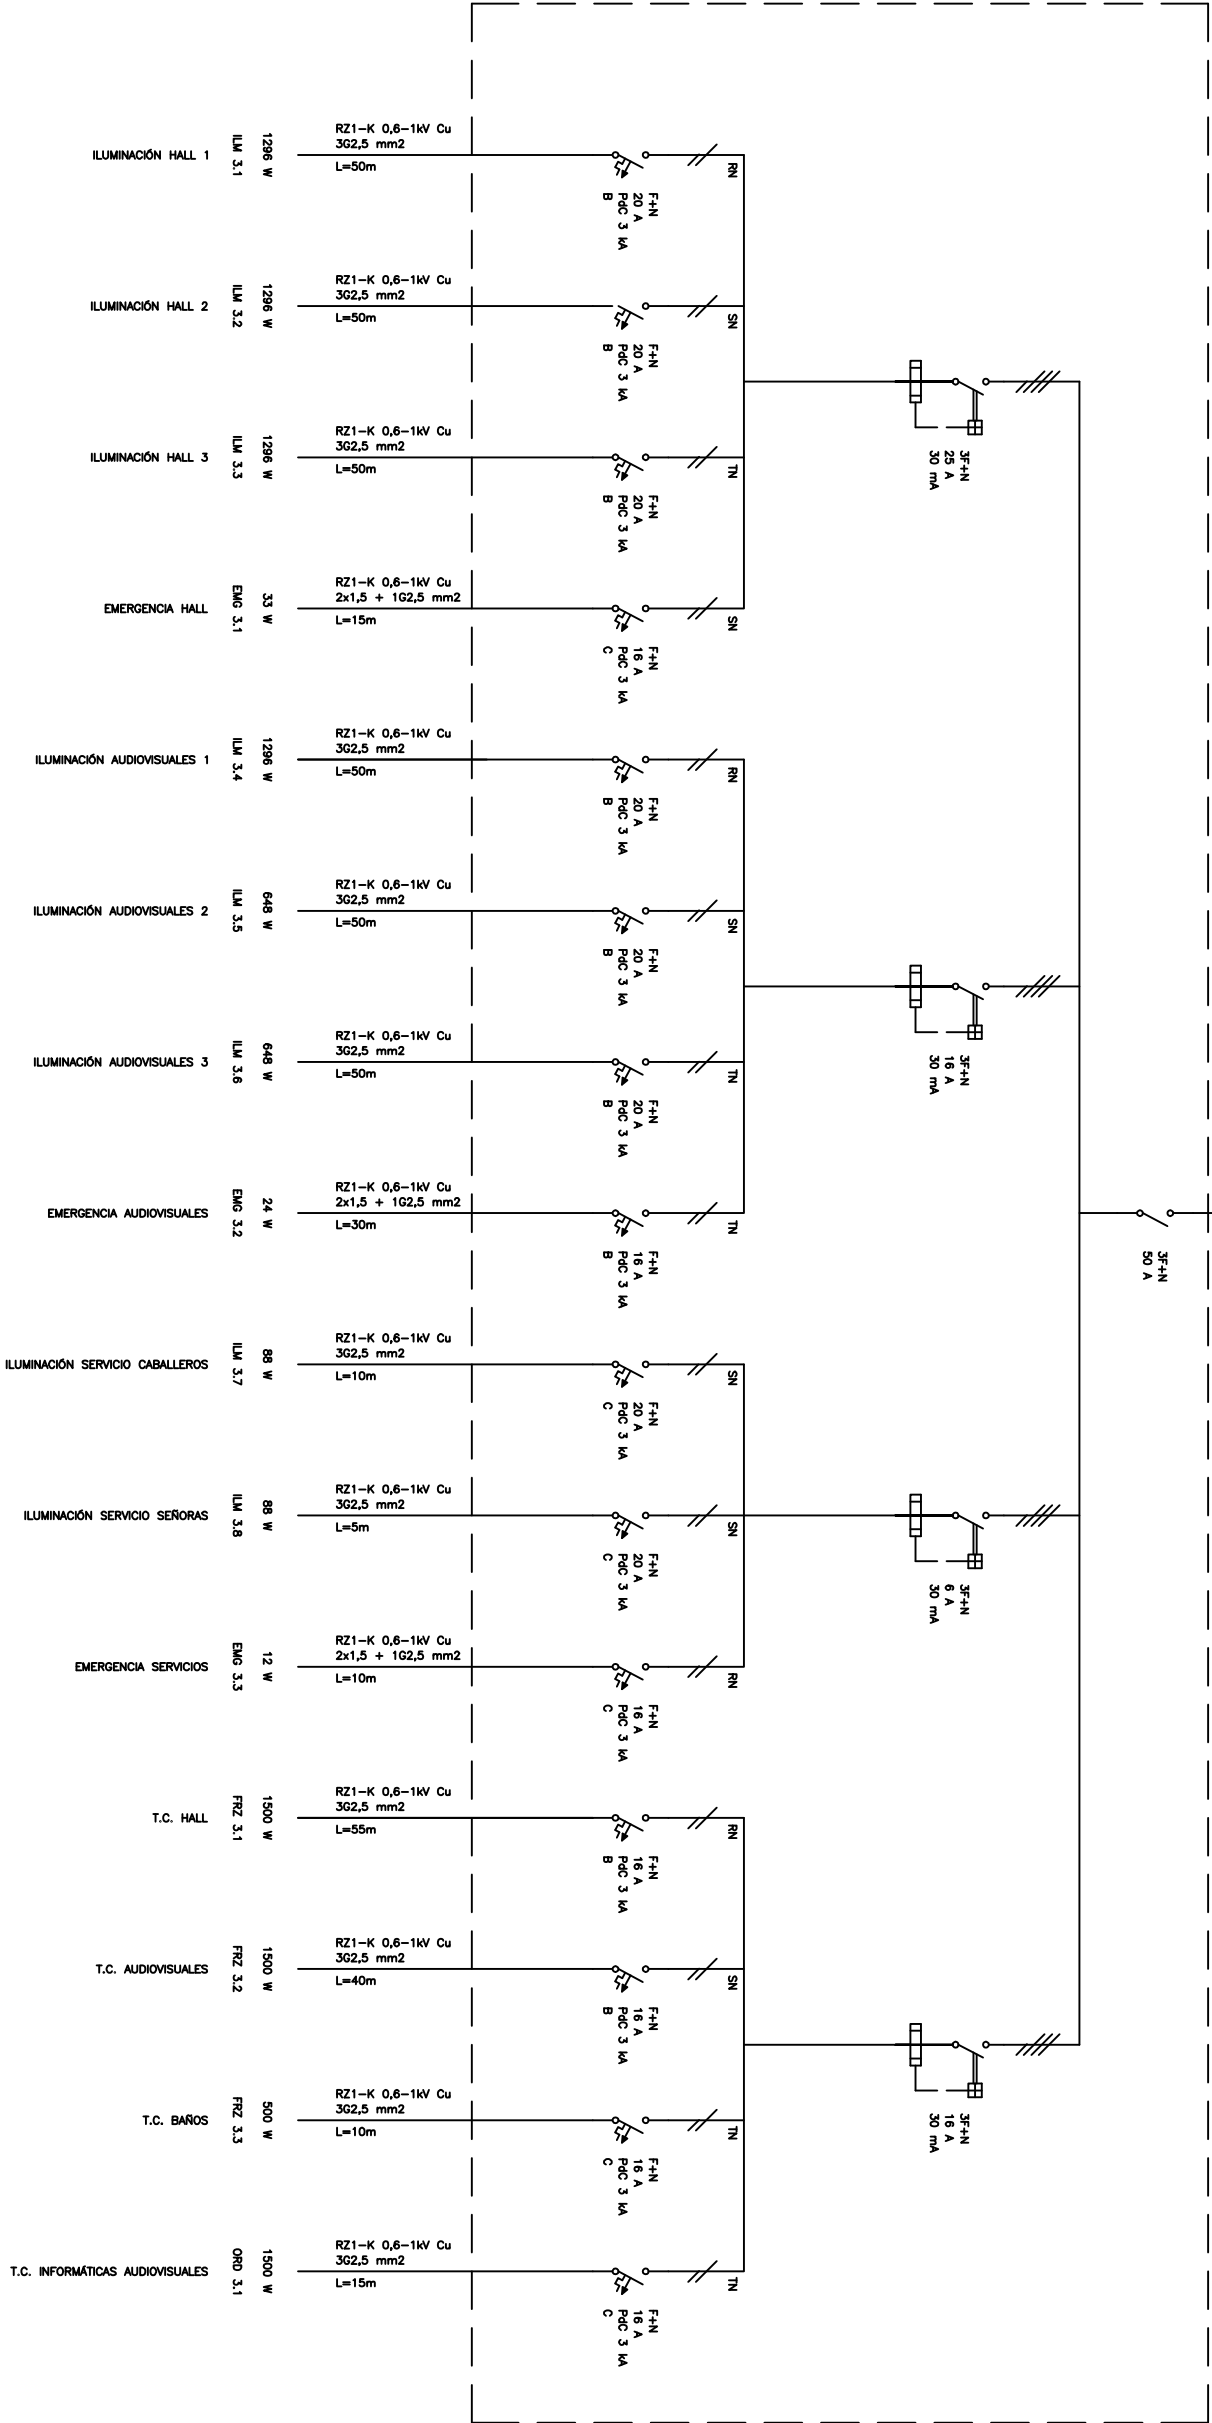 ILUMINACIÓN HALL 1
ILM 3.1
1296 W
RZ1-K 0,6-1kV Cu
3G2,5 mm2
L=50m
F+N
20 A
PdC 3 kA
B
RN
ILUMINACIÓN HALL 2
ILM 3.2
1296 W
RZ1-K 0,6-1kV Cu
3G2,5 mm2
L=50m
F+N
20 A
PdC 3 kA
B
SN
3F+N
25 A
30 mA
ILUMINACIÓN HALL 3
ILM 3.3
1296 W
RZ1-K 0,6-1kV Cu
3G2,5 mm2
L=50m
F+N
20 A
PdC 3 kA
B
TN
EMERGENCIA HALL
EMG 3.1
33 W
RZ1-K 0,6-1kV Cu
2x1,5 + 1G2,5 mm2
L=15m
F+N
16 A
PdC 3 kA
C
SN
ILUMINACIÓN AUDIOVISUALES 1
ILM 3.4
1296 W
RZ1-K 0,6-1kV Cu
3G2,5 mm2
L=50m
F+N
20 A
PdC 3 kA
B
RN
ILUMINACIÓN AUDIOVISUALES 2
ILM 3.5
648 W
RZ1-K 0,6-1kV Cu
3G2,5 mm2
L=50m
F+N
20 A
PdC 3 kA
B
SN
3F+N
16 A
30 mA
ILUMINACIÓN AUDIOVISUALES 3
ILM 3.6
648 W
RZ1-K 0,6-1kV Cu
3G2,5 mm2
L=50m
F+N
20 A
PdC 3 kA
B
TN
EMERGENCIA AUDIOVISUALES
EMG 3.2
24 W
RZ1-K 0,6-1kV Cu
2x1,5 + 1G2,5 mm2
L=30m
F+N
16 A
PdC 3 kA
B
TN
3F+N
50 A
ILUMINACIÓN SERVICIO CABALLEROS
ILM 3.7
88 W
RZ1-K 0,6-1kV Cu
3G2,5 mm2
L=10m
F+N
20 A
PdC 3 kA
C
SN
ILUMINACIÓN SERVICIO SEÑORAS
ILM 3.8
88 W
RZ1-K 0,6-1kV Cu
3G2,5 mm2
L=5m
F+N
20 A
PdC 3 kA
C
SN
3F+N
6 A
30 mA
EMERGENCIA SERVICIOS
EMG 3.3
12 W
RZ1-K 0,6-1kV Cu
2x1,5 + 1G2,5 mm2
L=10m
F+N
16 A
PdC 3 kA
C
RN
T.C. HALL
FRZ 3.1
1500 W
RZ1-K 0,6-1kV Cu
3G2,5 mm2
L=55m
F+N
16 A
PdC 3 kA
B
RN
T.C. AUDIOVISUALES
FRZ 3.2
1500 W
RZ1-K 0,6-1kV Cu
3G2,5 mm2
L=40m
F+N
16 A
PdC 3 kA
B
SN
3F+N
16 A
30 mA
T.C. BAÑOS
FRZ 3.3
500 W
RZ1-K 0,6-1kV Cu
3G2,5 mm2
L=10m
F+N
16 A
PdC 3 kA
C
TN
T.C. INFORMÁTICAS AUDIOVISUALES
ORD 3.1
1500 W
RZ1-K 0,6-1kV Cu
3G2,5 mm2
L=15m
F+N
16 A
PdC 3 kA
C
TN